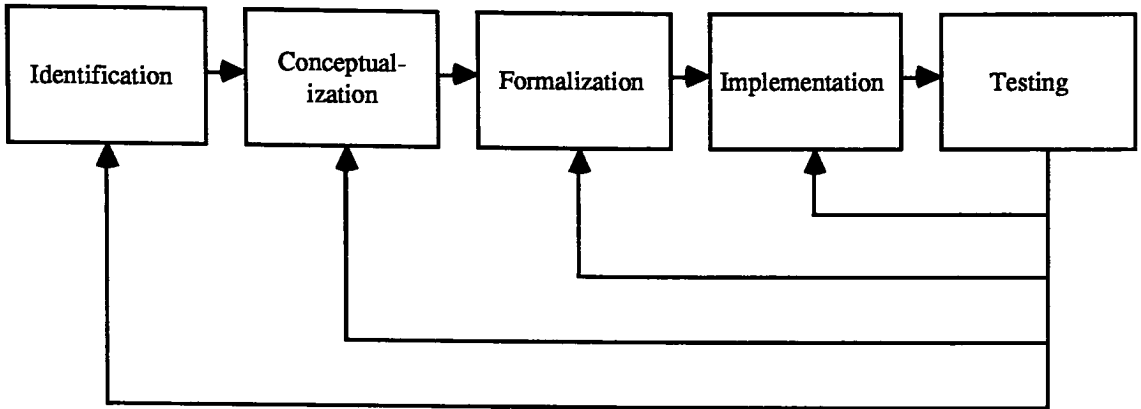 Identification
Conceptual-
ization
Formalization
Implementation
Testing